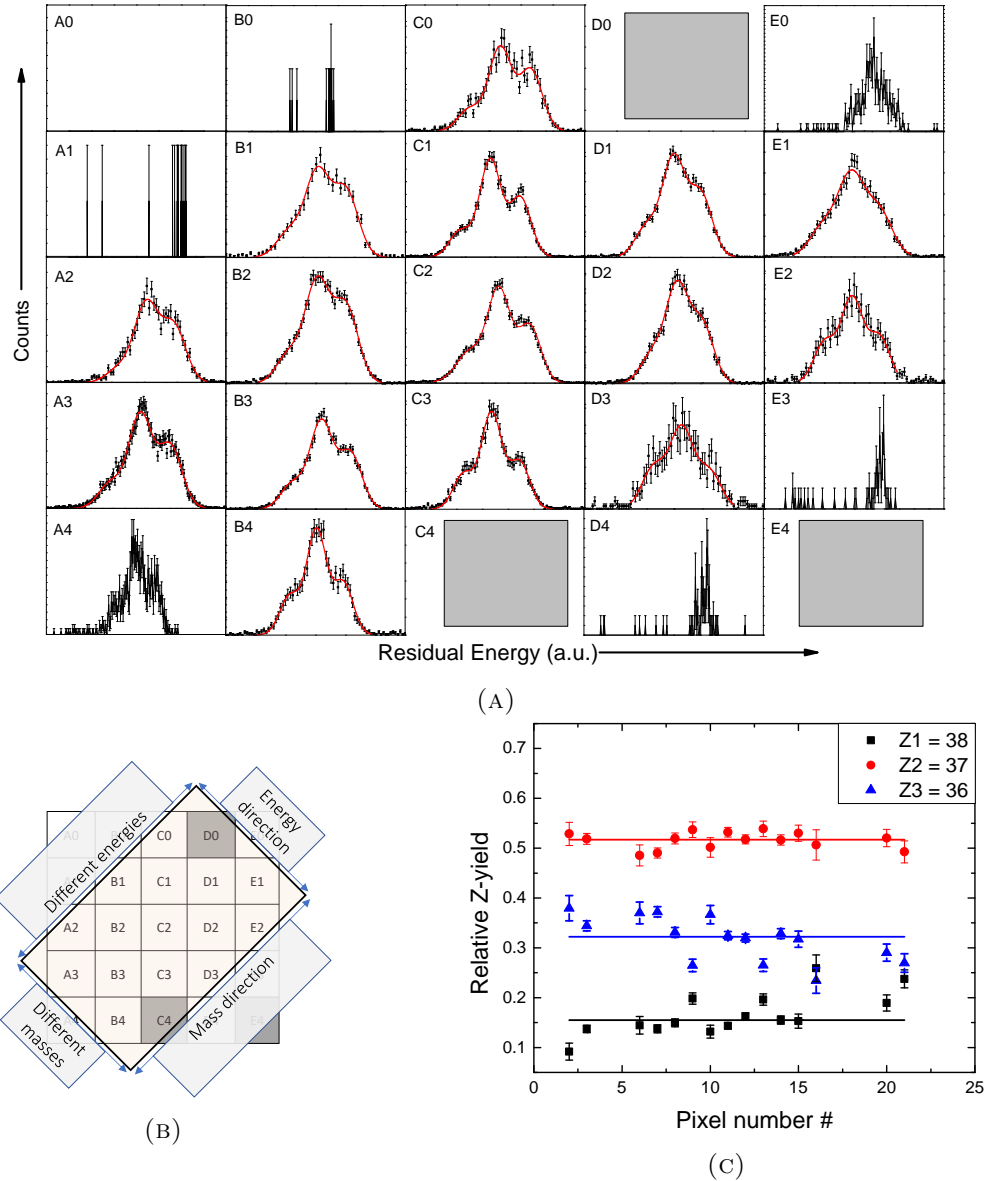 A0
B0
C0
D0
E0
A1
B1
C1
D1
E1
A2
B2
C2
D2
E2
A3
B3
C3
D3
E3
A4
B4
C4
D4
E4
Counts
Residual Energy (a.u.)
(A)
Different energies
Energy direction
Different masses
Mass direction
A0
C0
D0
B1
C1
D1
E1
A2
B2
C2
D2
E2
A3
B3
C3
D3
B4
C4
E4
(B)
Z1 = 38
Z2 = 37
Z3 = 36
0.7
0.6
0.5
0.4
0.3
0.2
0.1
Relative Z-yield
0
5
10
15
20
25
Pixel number #
(C)